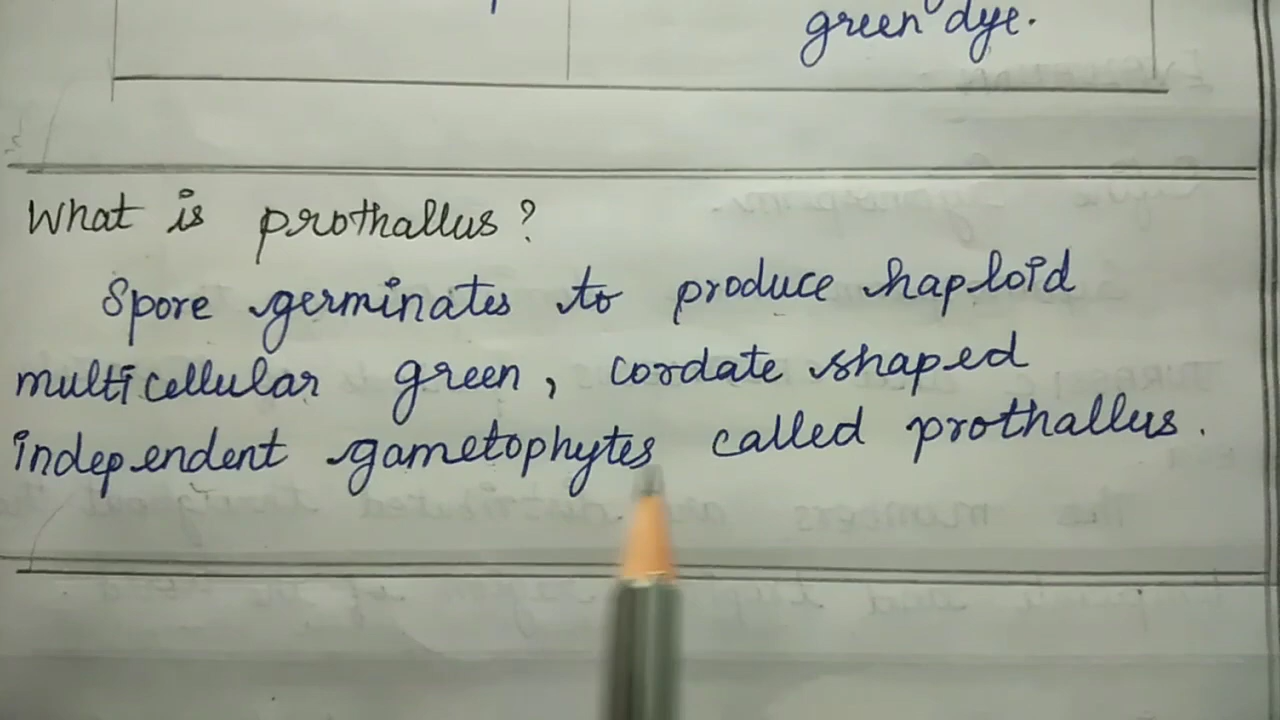 green dye.
What is prothallus?
Spore germinates to produce haploid
multicellular green, cordate shaped
independent gametophytes called prothallus.